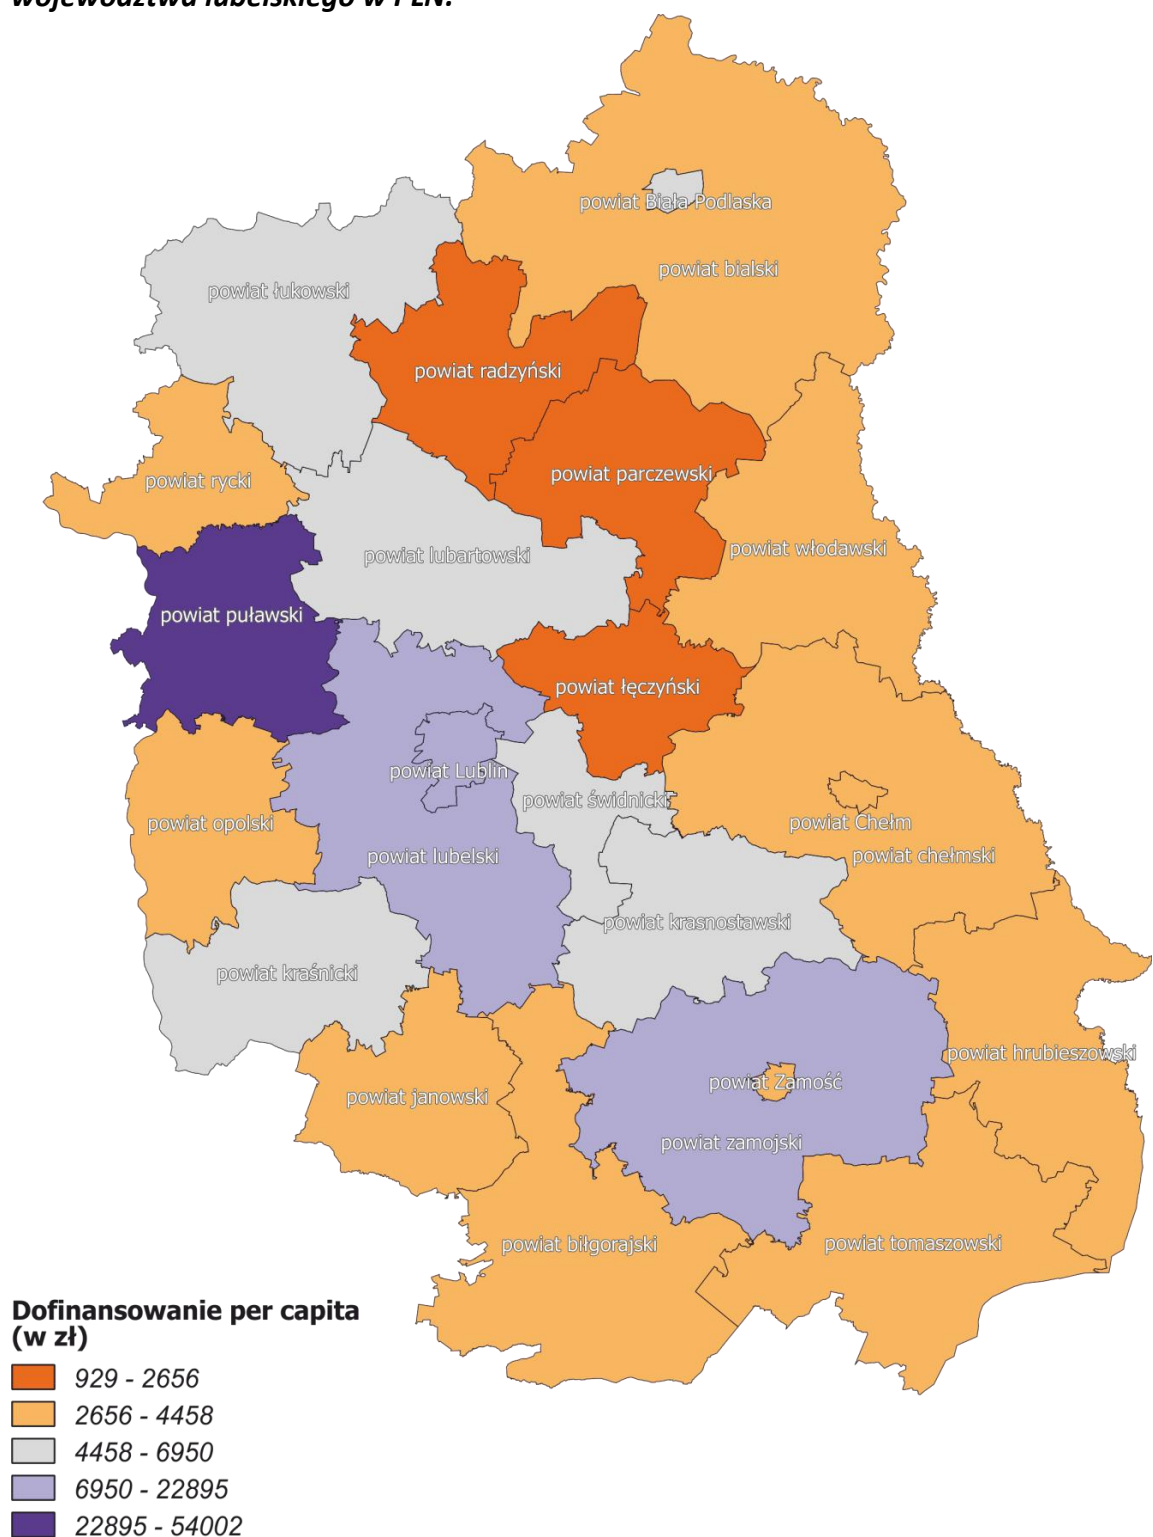 województwa lubelskiego w PLN.
powiat Biała Podlaska
powiat bialski
powiat łukowski
powiat radzyński
powiat parczewski
powiat rycki
powiat włodawski
powiat lubartowski
powiat puławski
powiat łęczyński
powiat Lublin
powiat świdnicki
powiat opolski
powiat Chełm
powiat lubelski
powiat chełmski
powiat krasnostawski
powiat kraśnicki
powiat hrubieszowski
powiat Zamość
powiat janowski
powiat zamojski
powiat biłgorajski
powiat tomaszowski
Dofinansowanie per capita
(w zł)
929 - 2656
2656 - 4458
4458 - 6950
6950 - 22895
22895 - 54002